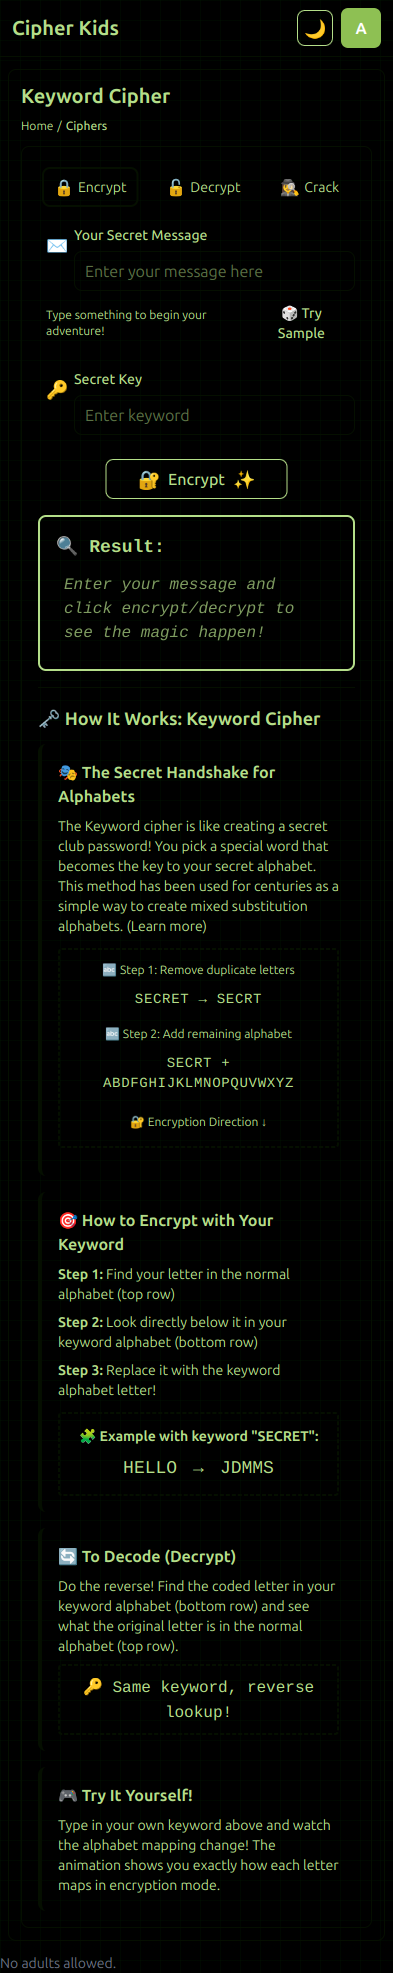 Cipher Kids
🌙
A
Keyword Cipher
Home / Ciphers
🔒 Encrypt 🔓 Decrypt 🕵️ Crack
✉️ Your Secret Message
Enter your message here
Type something to begin your
adventure!
🎲 Try
Sample
🔑 Secret Key
Enter keyword
🔐 Encrypt ✨
🔍 Result:
Enter your message and
click encrypt/decrypt to
see the magic happen!
🗝️ How It Works: Keyword Cipher
🎭 The Secret Handshake for
Alphabets
The Keyword cipher is like creating a secret
club password! You pick a special word that
becomes the key to your secret alphabet.
This method has been used for centuries as a
simple way to create mixed substitution
alphabets. (Learn more)
🔤 Step 1: Remove duplicate letters
SECRET → SECRT
🔤 Step 2: Add remaining alphabet
SECRT +
ABDFGHIJKLMNOPQUVWXYZ
🔐 Encryption Direction ↓
🎯 How to Encrypt with Your
Keyword
Step 1: Find your letter in the normal
alphabet (top row)
Step 2: Look directly below it in your
keyword alphabet (bottom row)
Step 3: Replace it with the keyword
alphabet letter!
🧩 Example with keyword "SECRET":
HELLO → JDMMS
🔄 To Decode (Decrypt)
Do the reverse! Find the coded letter in your
keyword alphabet (bottom row) and see
what the original letter is in the normal
alphabet (top row).
🔑 Same keyword, reverse
lookup!
🎮 Try It Yourself!
Type in your own keyword above and watch
the alphabet mapping change! The
animation shows you exactly how each letter
maps in encryption mode.
No adults allowed.